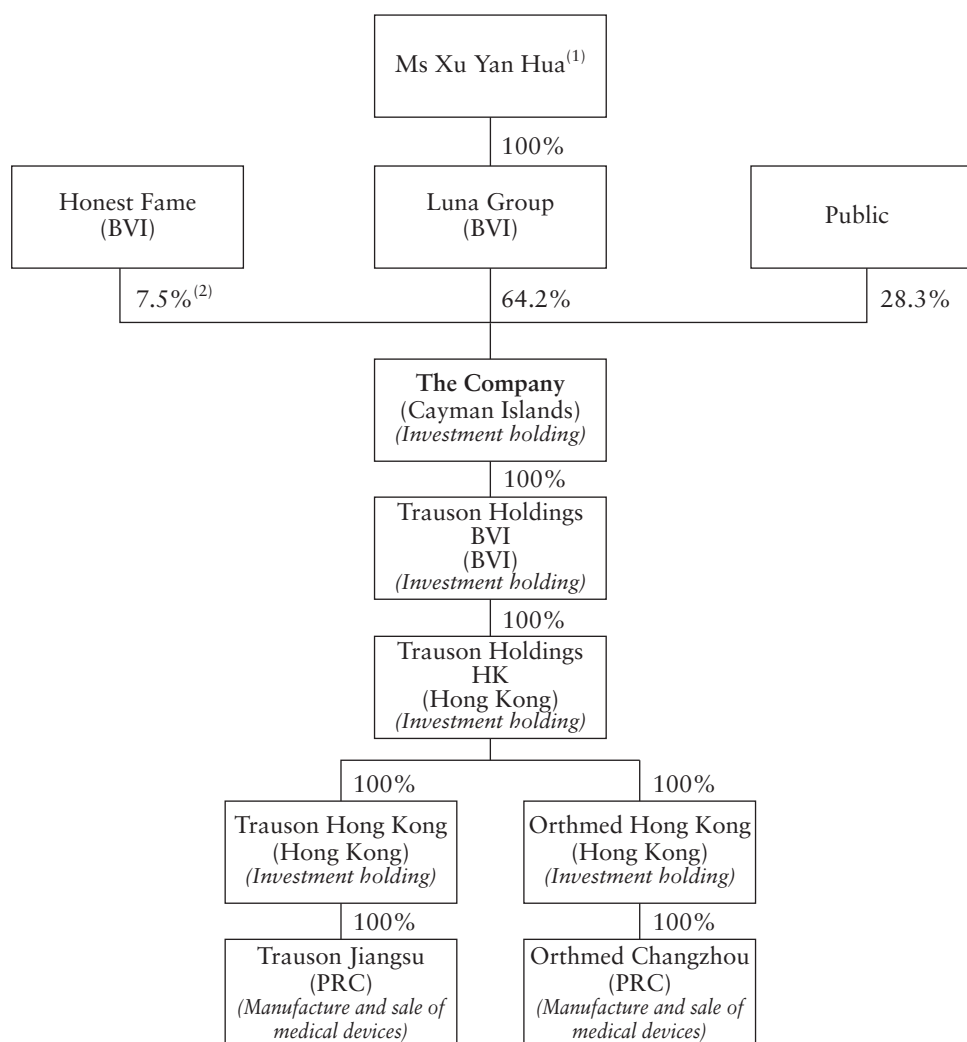 Ms Xu Yan Hua(1)
100%
Honest Fame
(BVI)
Luna Group
(BVI)
Public
7.5%(2)
64.2%
28.3%
The Company
(Cayman Islands)
(Investment holding)
100%
Trauson Holdings
BVI
(BVI)
(Investment holding)
100%
Trauson Holdings
HK
(Hong Kong)
(Investment holding)
100%
100%
Trauson Hong Kong
(Hong Kong)
(Investment holding)
Orthmed Hong Kong
(Hong Kong)
(Investment holding)
100%
100%
Trauson Jiangsu
(PRC)
(Manufacture and sale of
medical devices)
Orthmed Changzhou
(PRC)
(Manufacture and sale of
medical devices)